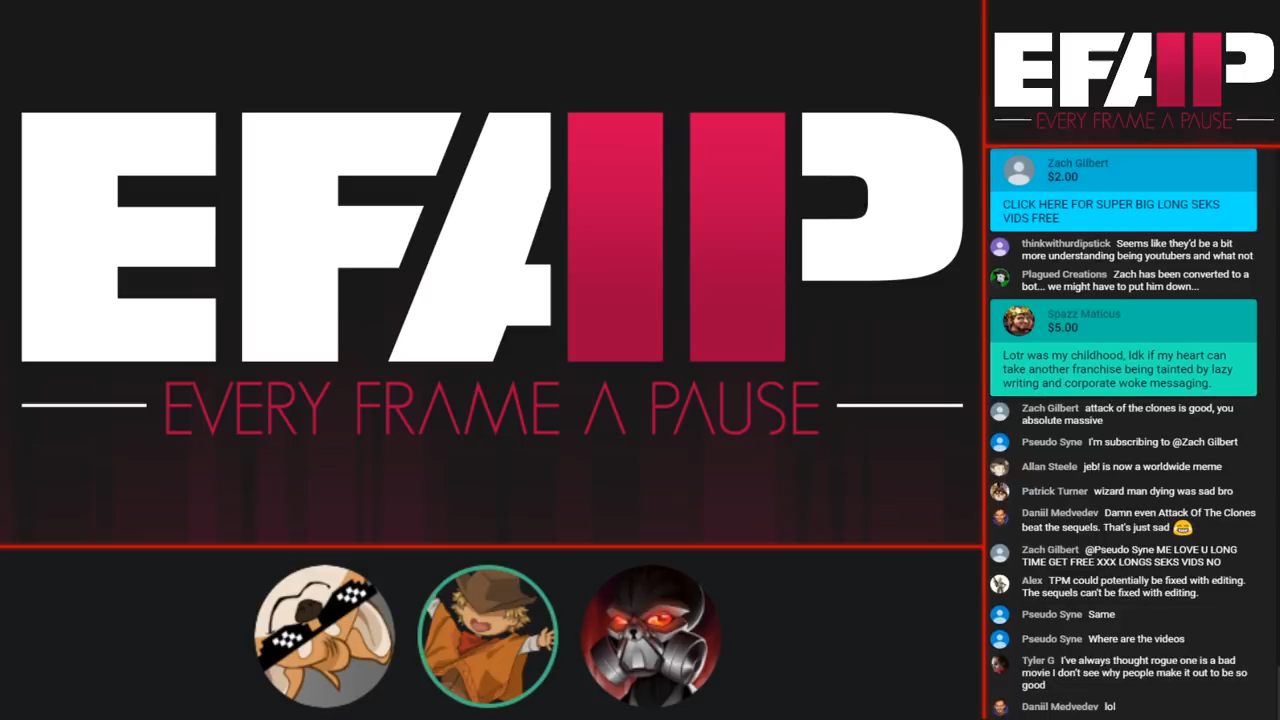 EFAP
EVERY FRAME A PAUSE
EFAP
EVERY FRAME A PAUSE
Zach Gilbert
$2.00
CLICK HERE FOR SUPER BIG LONG SEKS
VIDS FREE
thinkwithurdipstick Seems like they'd be a bit
more understanding being youtubers and what not
Plagued Creations Zach has been converted to a
bot... we might have to put him down...
Spazz Maticus
$5.00
Lotr was my childhood, Idk if my heart can
take another franchise being tainted by lazy
writing and corporate woke messaging.
Zach Gilbert attack of the clones is good, you
absolute massive
Pseudo Syne I'm subscribing to @Zach Gilbert
Allan Steele jeb! is now a worldwide meme
Patrick Turner wizard man dying was sad bro
Daniil Medvedev Damn even Attack Of The Clones
beat the sequels. That's just sad 😂
Zach Gilbert @Pseudo Syne ME LOVE U LONG
TIME GET FREE XXX LONGS SEKS VIDS NO
Alex TPM could potentially be fixed with editing.
The sequels can't be fixed with editing.
Pseudo Syne Same
Pseudo Syne Where are the videos
Tyler G I've always thought rogue one is a bad
movie I don't see why people make it out to be so
good
Daniil Medvedev lol